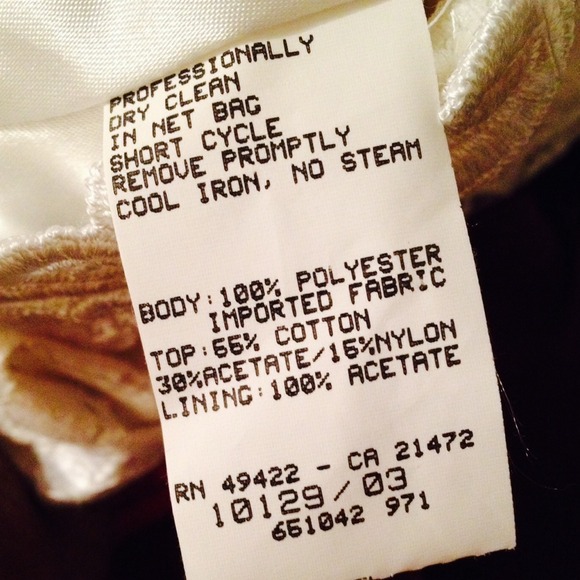 PROFESSIONALLY
DRY CLEAN
IN NET BAG
SHORT CYCLE
REMOVE PROMPTLY
COOL IRON, NO STEAM
BODY:100% POLYESTER
IMPORTED FABRIC
TOP:55% COTTON
30%ACETATE/15%NYLON
LINING:100% ACETATE
RN 49422 - CA 21472
10129/03
651042 971